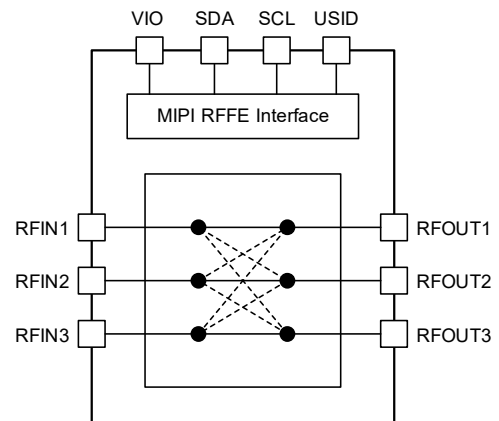 VIO SDA SCL USID
MIPI RFFE Interface
RFIN1 RFOUT1
RFIN2 RFOUT2
RFIN3 RFOUT3